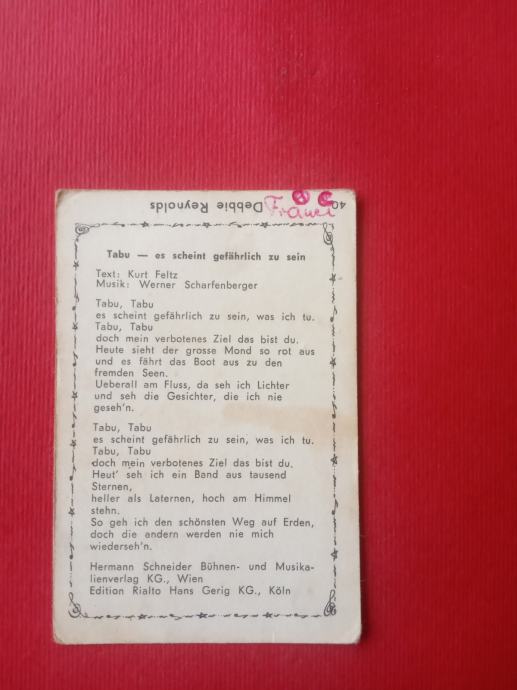 40 Debbie Reynolds
Franci
Tabu — es scheint gefährlich zu sein
Text: Kurt Feltz
Musik: Werner Scharfenberger
Tabu, Tabu
es scheint gefährlich zu sein, was ich tu.
Tabu, Tabu
doch mein verbotenes Ziel das bist du.
Heute sieht der grosse Mond so rot aus
und es fährt das Boot aus zu den
fremden Seen.
Ueberall am Fluss, da seh ich Lichter
und seh die Gesichter, die ich nie
geseh'n.
Tabu, Tabu
es scheint gefährlich zu sein, was ich tu.
Tabu, Tabu
doch mein verbotenes Ziel das bist du.
Heut' seh ich ein Band aus tausend
Sternen,
heller als Laternen, hoch am Himmel
stehn.
So geh ich den schönsten Weg auf Erden,
doch die andern werden nie mich
wiederseh'n.
Hermann Schneider Bühnen- und Musika-
lienverlag KG., Wien
Edition Rialto Hans Gerig KG., Köln